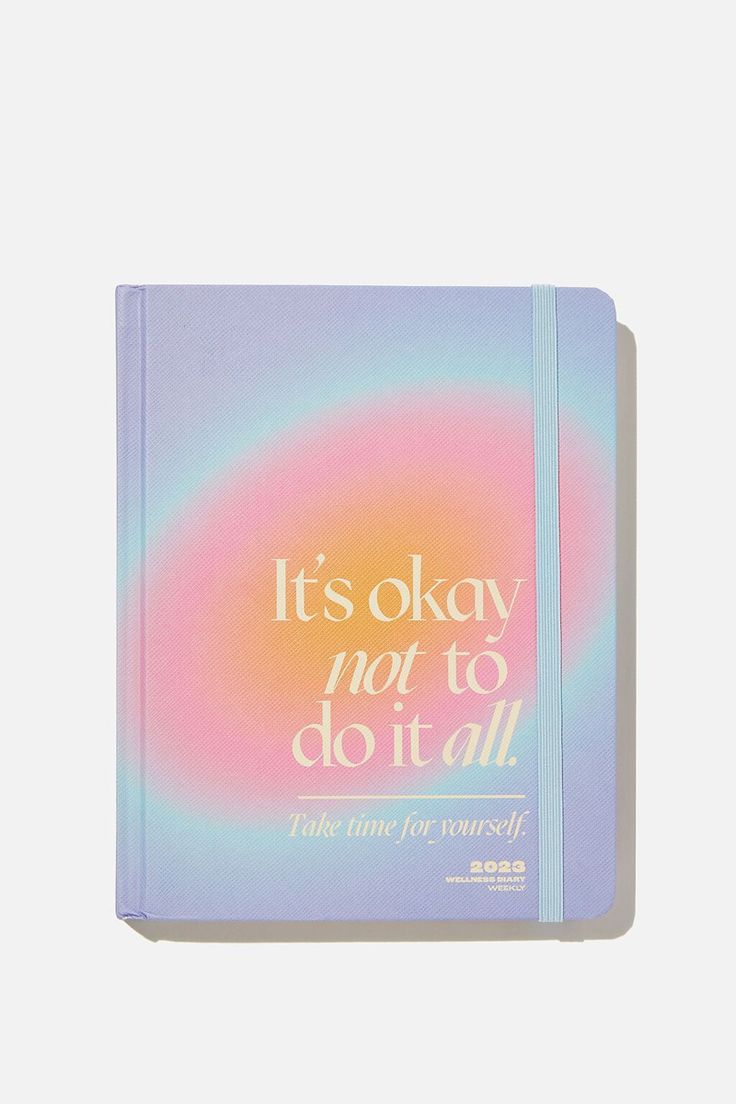 It's okay
not to
do it all.
Take time for yourself.
2023
WELLNESS DIARY
WEEKLY